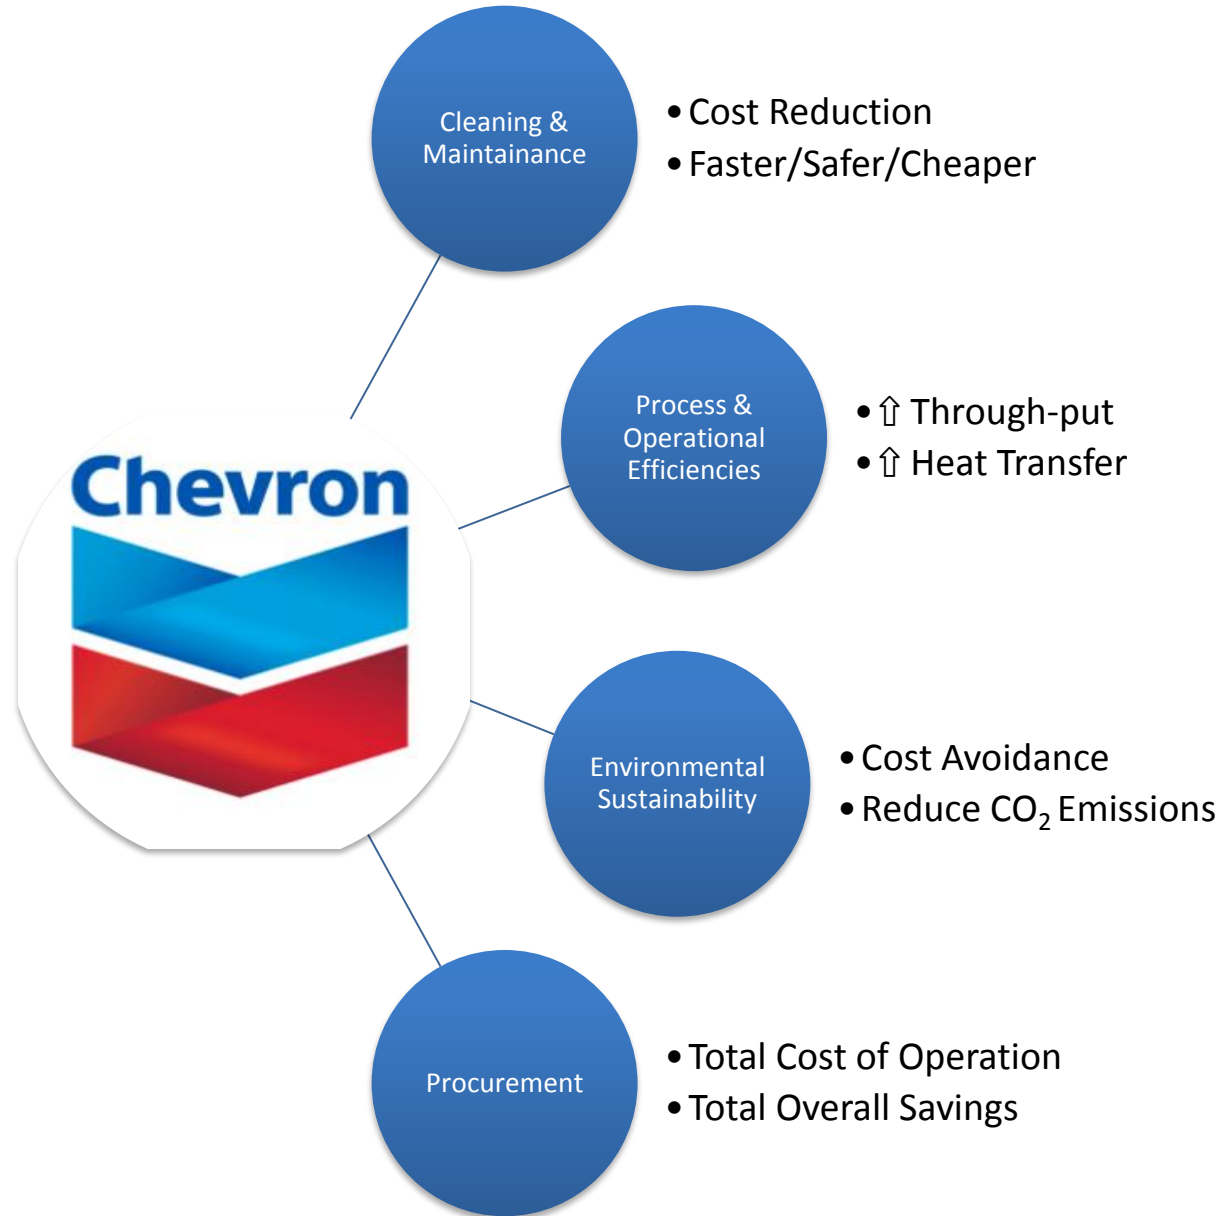 Cleaning &
Maintainance
• Cost Reduction
• Faster/Safer/Cheaper
Process &
Operational
Efficiencies
• ⇧ Through-put
• ⇧ Heat Transfer
Chevron
Environmental
Sustainability
• Cost Avoidance
• Reduce CO₂ Emissions
Procurement
• Total Cost of Operation
• Total Overall Savings